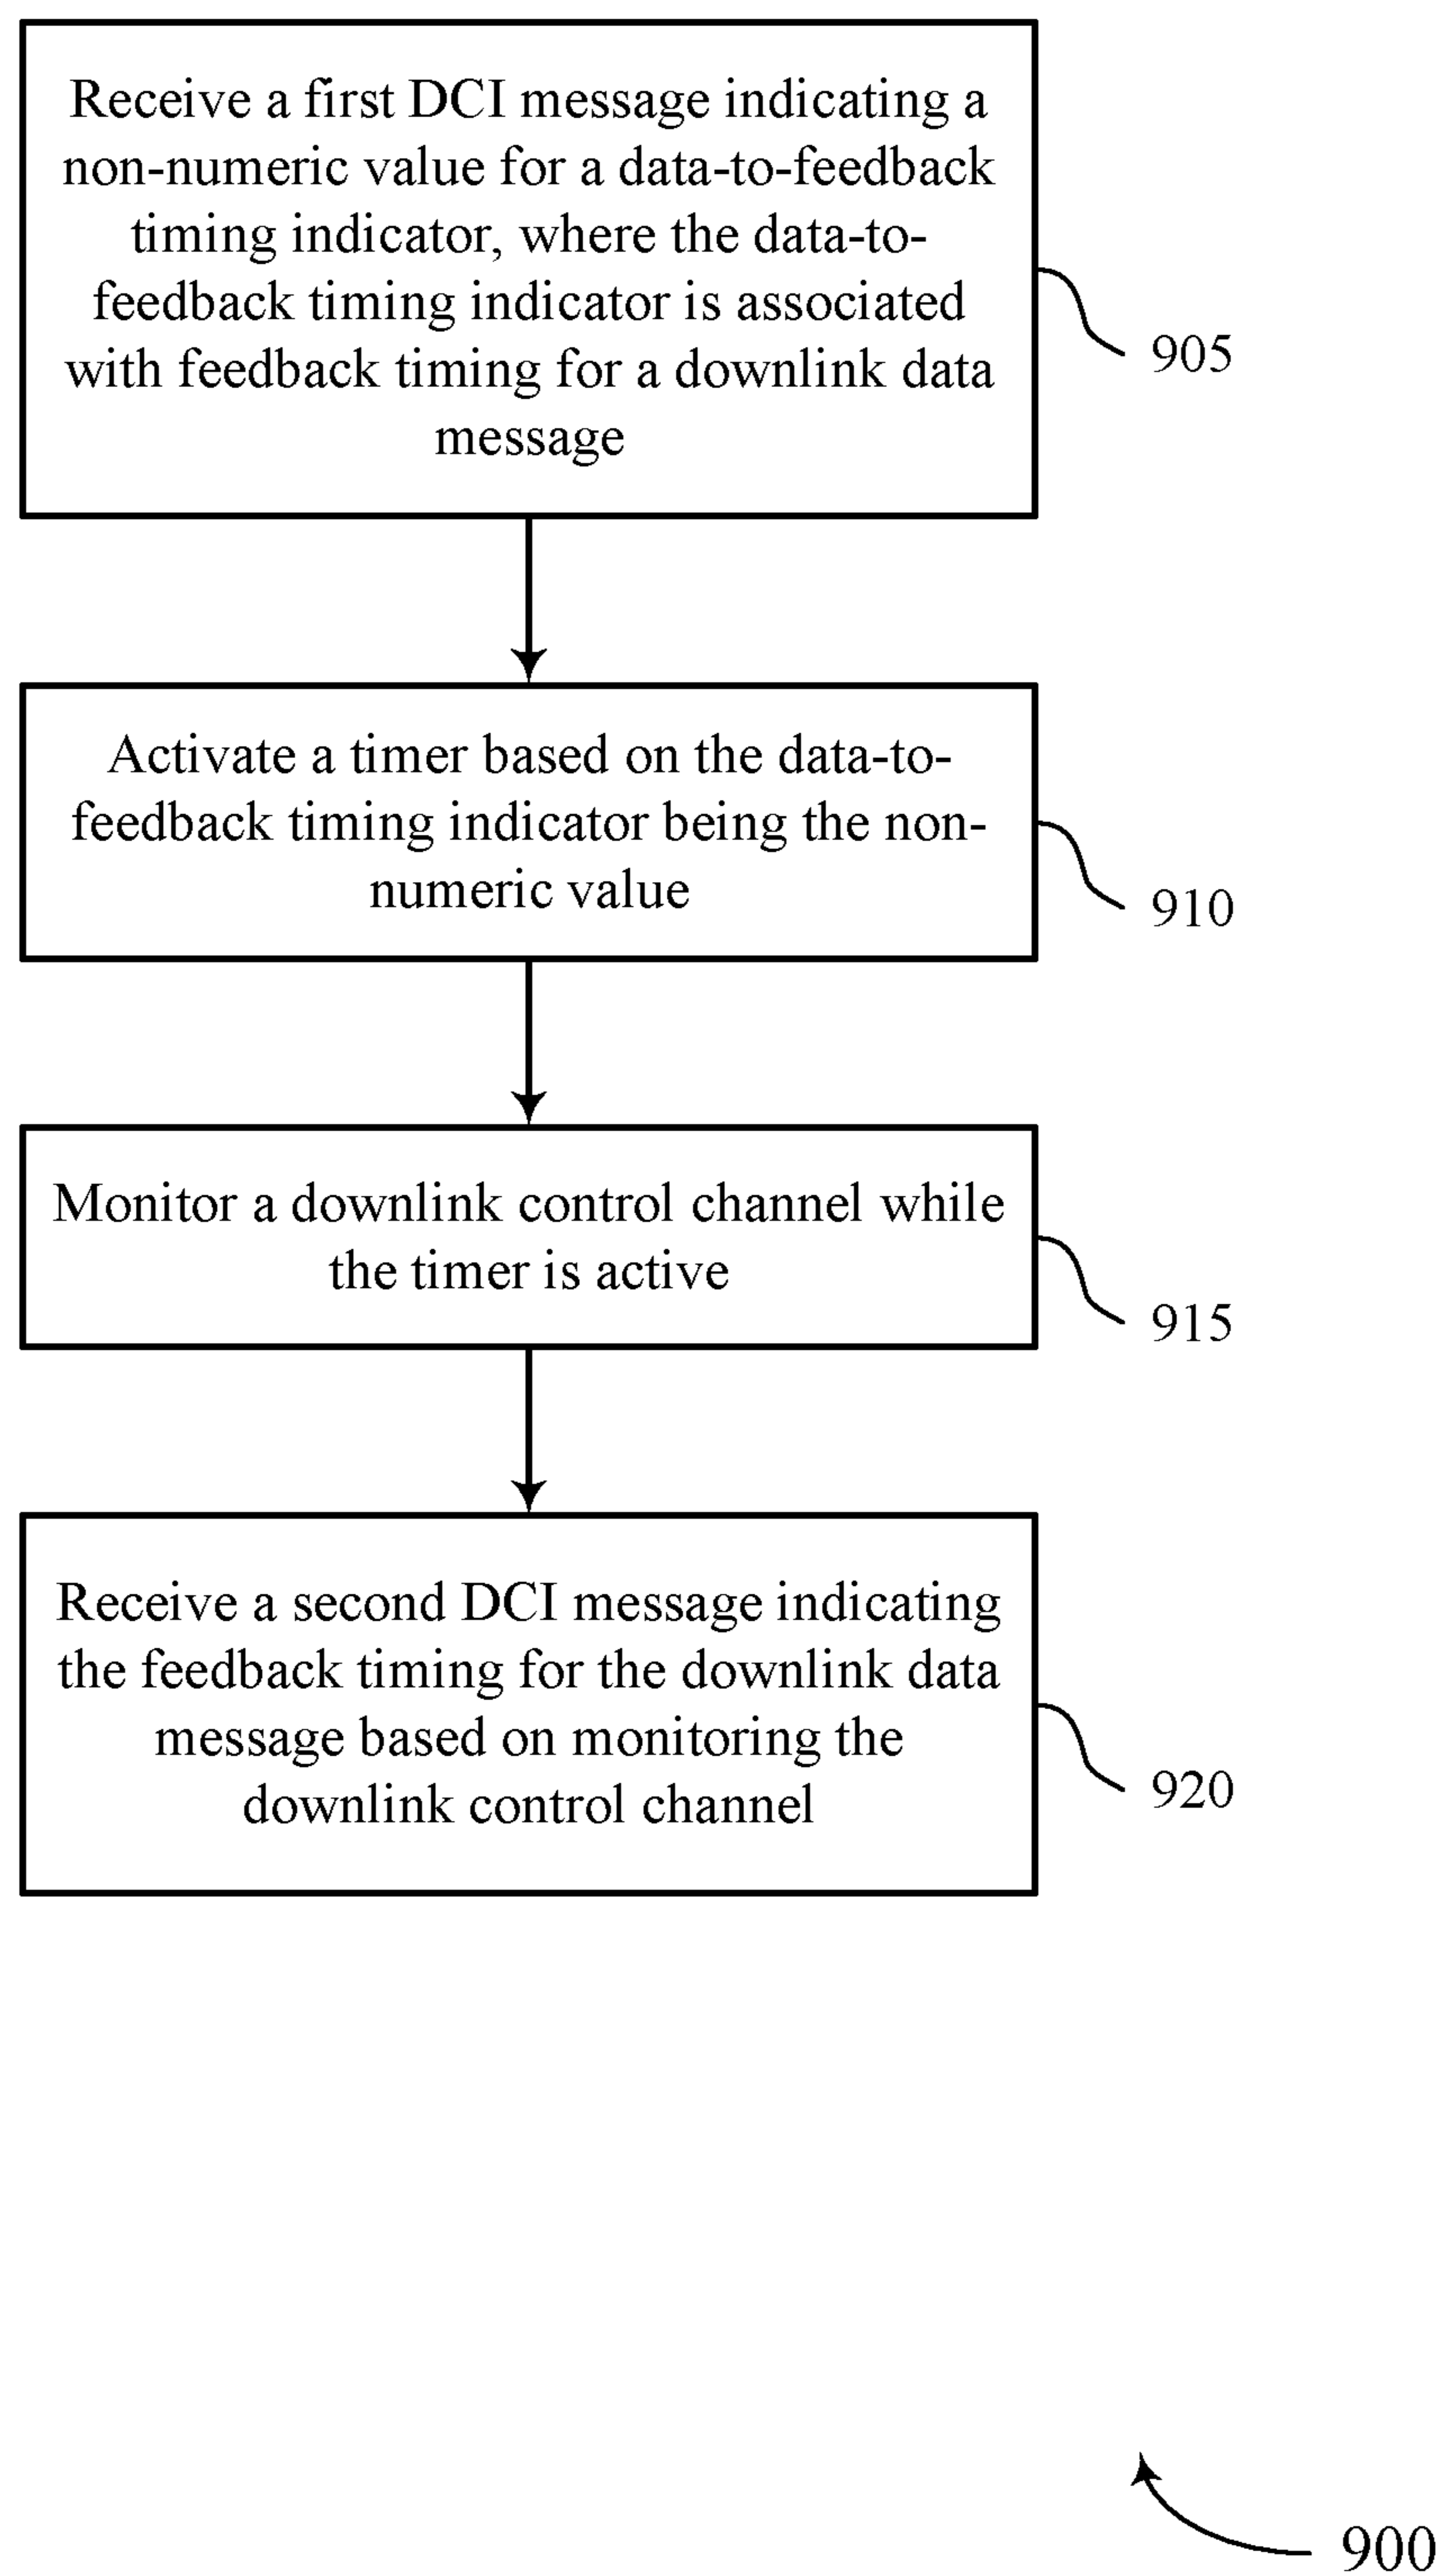 Receive a first DCI message indicating a
non-numeric value for a data-to-feedback
timing indicator, where the data-to-
feedback timing indicator is associated
with feedback timing for a downlink data
message
905
Activate a timer based on the data-to-
feedback timing indicator being the non-
numeric value
910
Monitor a downlink control channel while
the timer is active
915
Receive a second DCI message indicating
the feedback timing for the downlink data
message based on monitoring the
downlink control channel
920
900